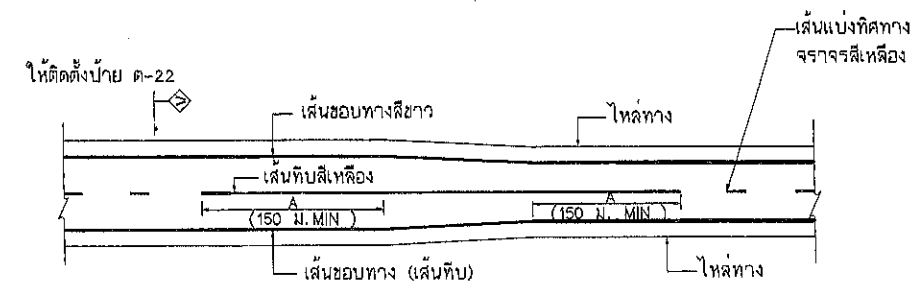 เส้นแบ่งทิศทาง
จราจรสีเหลือง
ให้ติดตั้งป้าย ต-22
เส้นขอบทางสีขาว
ไหล่ทาง
เส้นทึบสีเหลือง
A
(150 ม. MIN)
A
(150 ม. MIN)
เส้นขอบทาง (เส้นทึบ)
ไหล่ทาง